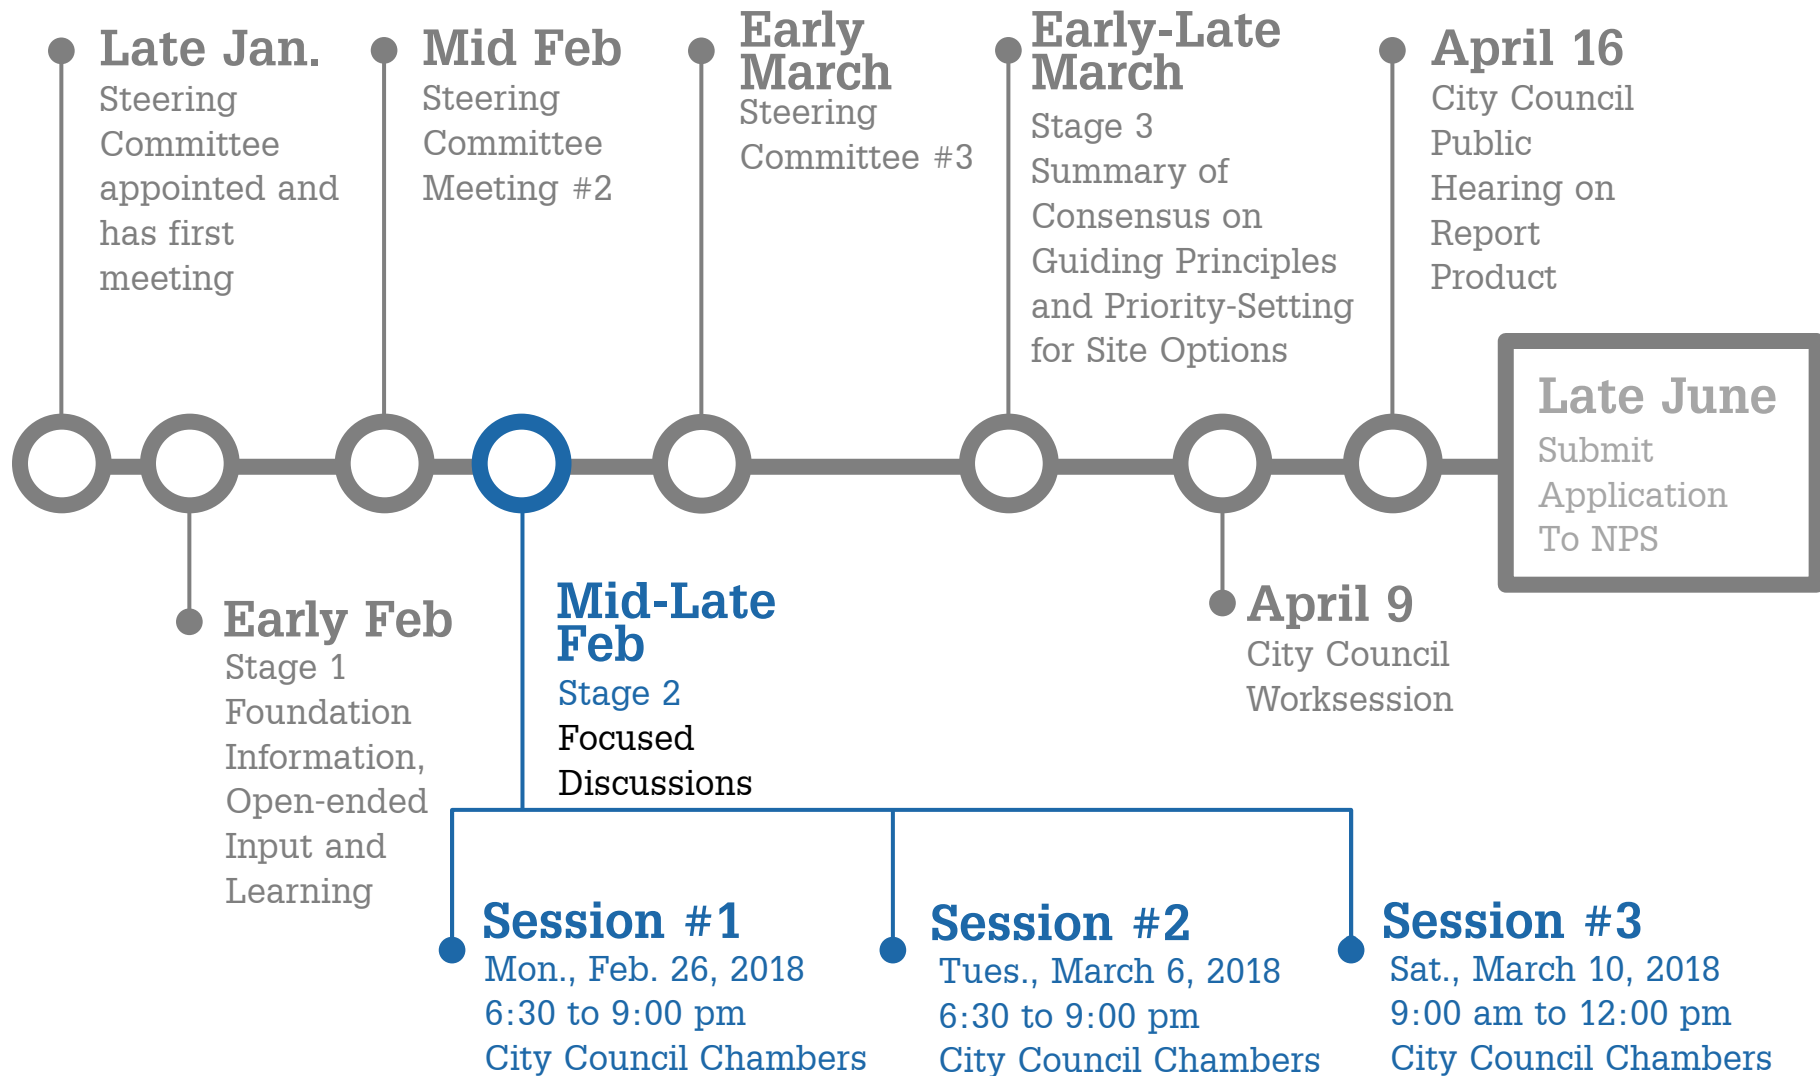 Late Jan.
Steering
Committee
appointed and
has first
meeting
Mid Feb
Steering
Committee
Meeting #2
Early
March
Steering
Committee #3
Early-Late
March
Stage 3
Summary of
Consensus on
Guiding Principles
and Priority-Setting
for Site Options
April 16
City Council
Public
Hearing on
Report
Product
Late June
Submit
Application
To NPS
Early Feb
Stage 1
Foundation
Information,
Open-ended
Input and
Learning
Mid-Late
Feb
Stage 2
Focused
Discussions
April 9
City Council
Worksession
Session #1
Mon., Feb. 26, 2018
6:30 to 9:00 pm
City Council Chambers
Session #2
Tues., March 6, 2018
6:30 to 9:00 pm
City Council Chambers
Session #3
Sat., March 10, 2018
9:00 am to 12:00 pm
City Council Chambers